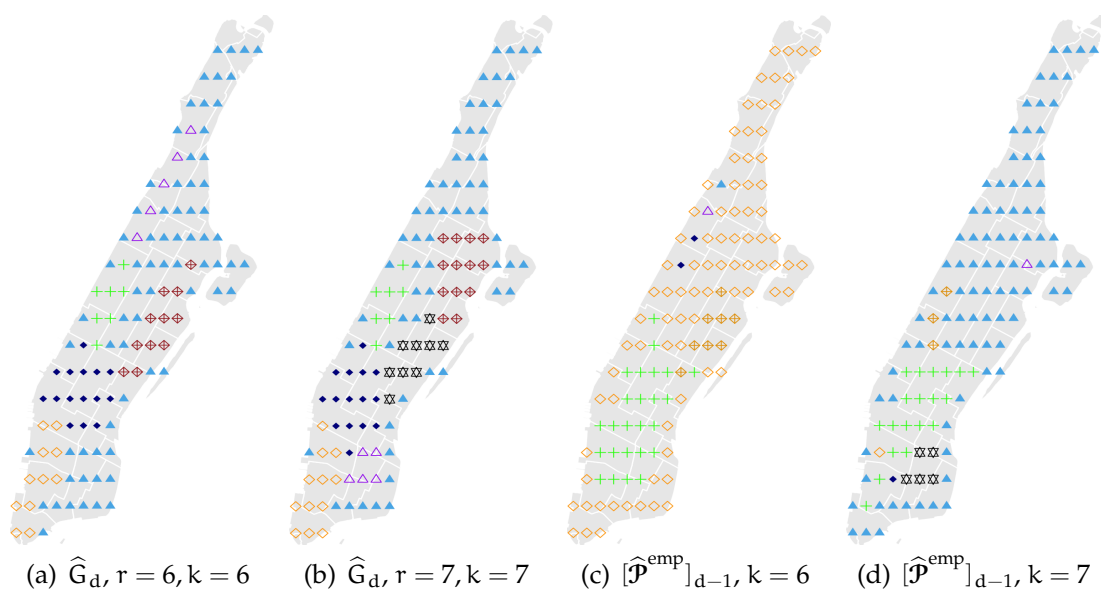 (a) Ĝ_d, r = 6, k = 6
(b) Ĝ_d, r = 7, k = 7
(c) [𝓟̂^emp]_{d−1}, k = 6
(d) [𝓟̂^emp]_{d−1}, k = 7